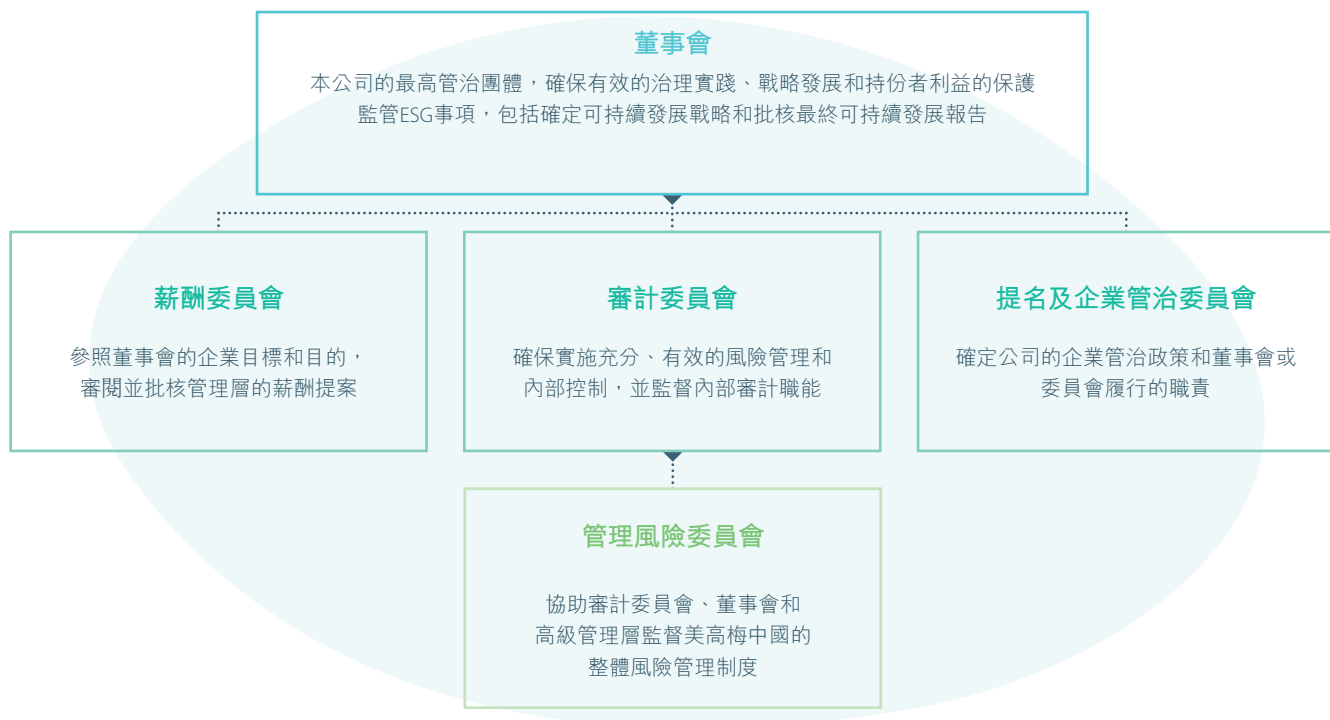 董事會
本公司的最高管治團體，確保有效的治理實踐、戰略發展和持份者利益的保護
監管ESG事項，包括確定可持續發展戰略和批核最終可持續發展報告
薪酬委員會
參照董事會的企業目標和目的，
審閱並批核管理層的薪酬提案
審計委員會
確保實施充分、有效的風險管理和
內部控制，並監督內部審計職能
提名及企業管治委員會
確定公司的企業管治政策和董事會或
委員會履行的職責
管理風險委員會
協助審計委員會、董事會和
高級管理層監督美高梅中國的
整體風險管理制度